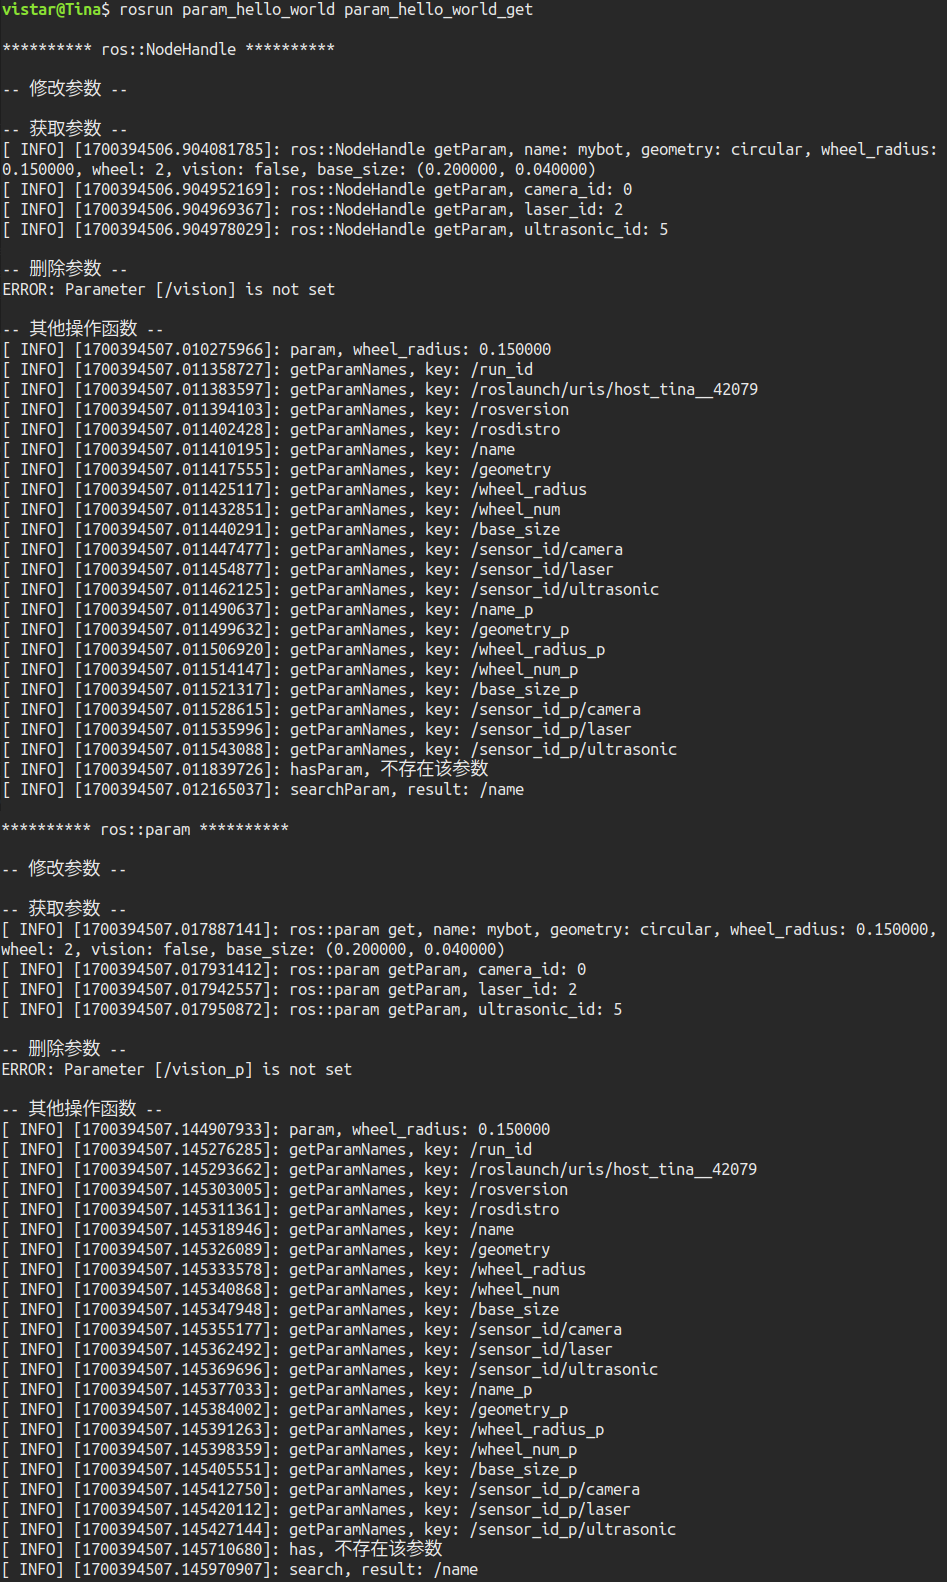 vistar@Tina$ rosrun param_hello_world param_hello_world_get
********** ros::NodeHandle **********
-- 修改参数 --
-- 获取参数 --
[ INFO] [1700394506.904081785]: ros::NodeHandle getParam, name: mybot, geometry: circular, wheel_radius:
0.150000, wheel: 2, vision: false, base_size: (0.200000, 0.040000)
[ INFO] [1700394506.904952169]: ros::NodeHandle getParam, camera_id: 0
[ INFO] [1700394506.904969367]: ros::NodeHandle getParam, laser_id: 2
[ INFO] [1700394506.904978029]: ros::NodeHandle getParam, ultrasonic_id: 5
-- 删除参数 --
ERROR: Parameter [/vision] is not set
-- 其他操作函数 --
[ INFO] [1700394507.010275966]: param, wheel_radius: 0.150000
[ INFO] [1700394507.011358727]: getParamNames, key: /run_id
[ INFO] [1700394507.011383597]: getParamNames, key: /roslaunch/uris/host_tina__42079
[ INFO] [1700394507.011394103]: getParamNames, key: /rosversion
[ INFO] [1700394507.011402428]: getParamNames, key: /rosdistro
[ INFO] [1700394507.011410195]: getParamNames, key: /name
[ INFO] [1700394507.011417555]: getParamNames, key: /geometry
[ INFO] [1700394507.011425117]: getParamNames, key: /wheel_radius
[ INFO] [1700394507.011432851]: getParamNames, key: /wheel_num
[ INFO] [1700394507.011440291]: getParamNames, key: /base_size
[ INFO] [1700394507.011447477]: getParamNames, key: /sensor_id/camera
[ INFO] [1700394507.011454877]: getParamNames, key: /sensor_id/laser
[ INFO] [1700394507.011462125]: getParamNames, key: /sensor_id/ultrasonic
[ INFO] [1700394507.011490637]: getParamNames, key: /name_p
[ INFO] [1700394507.011499632]: getParamNames, key: /geometry_p
[ INFO] [1700394507.011506920]: getParamNames, key: /wheel_radius_p
[ INFO] [1700394507.011514147]: getParamNames, key: /wheel_num_p
[ INFO] [1700394507.011521317]: getParamNames, key: /base_size_p
[ INFO] [1700394507.011528615]: getParamNames, key: /sensor_id_p/camera
[ INFO] [1700394507.011535996]: getParamNames, key: /sensor_id_p/laser
[ INFO] [1700394507.011543088]: getParamNames, key: /sensor_id_p/ultrasonic
[ INFO] [1700394507.011839726]: hasParam, 不存在该参数
[ INFO] [1700394507.012165037]: searchParam, result: /name
********** ros::param **********
-- 修改参数 --
-- 获取参数 --
[ INFO] [1700394507.017887141]: ros::param get, name: mybot, geometry: circular, wheel_radius: 0.150000,
wheel: 2, vision: false, base_size: (0.200000, 0.040000)
[ INFO] [1700394507.017931412]: ros::param getParam, camera_id: 0
[ INFO] [1700394507.017942557]: ros::param getParam, laser_id: 2
[ INFO] [1700394507.017950872]: ros::param getParam, ultrasonic_id: 5
-- 删除参数 --
ERROR: Parameter [/vision_p] is not set
-- 其他操作函数 --
[ INFO] [1700394507.144907933]: param, wheel_radius: 0.150000
[ INFO] [1700394507.145276285]: getParamNames, key: /run_id
[ INFO] [1700394507.145293662]: getParamNames, key: /roslaunch/uris/host_tina__42079
[ INFO] [1700394507.145303005]: getParamNames, key: /rosversion
[ INFO] [1700394507.145311361]: getParamNames, key: /rosdistro
[ INFO] [1700394507.145318946]: getParamNames, key: /name
[ INFO] [1700394507.145326089]: getParamNames, key: /geometry
[ INFO] [1700394507.145333578]: getParamNames, key: /wheel_radius
[ INFO] [1700394507.145340868]: getParamNames, key: /wheel_num
[ INFO] [1700394507.145347948]: getParamNames, key: /base_size
[ INFO] [1700394507.145355177]: getParamNames, key: /sensor_id/camera
[ INFO] [1700394507.145362492]: getParamNames, key: /sensor_id/laser
[ INFO] [1700394507.145369696]: getParamNames, key: /sensor_id/ultrasonic
[ INFO] [1700394507.145377033]: getParamNames, key: /name_p
[ INFO] [1700394507.145384002]: getParamNames, key: /geometry_p
[ INFO] [1700394507.145391263]: getParamNames, key: /wheel_radius_p
[ INFO] [1700394507.145398359]: getParamNames, key: /wheel_num_p
[ INFO] [1700394507.145405551]: getParamNames, key: /base_size_p
[ INFO] [1700394507.145412750]: getParamNames, key: /sensor_id_p/camera
[ INFO] [1700394507.145420112]: getParamNames, key: /sensor_id_p/laser
[ INFO] [1700394507.145427144]: getParamNames, key: /sensor_id_p/ultrasonic
[ INFO] [1700394507.145710680]: has, 不存在该参数
[ INFO] [1700394507.145970907]: search, result: /name